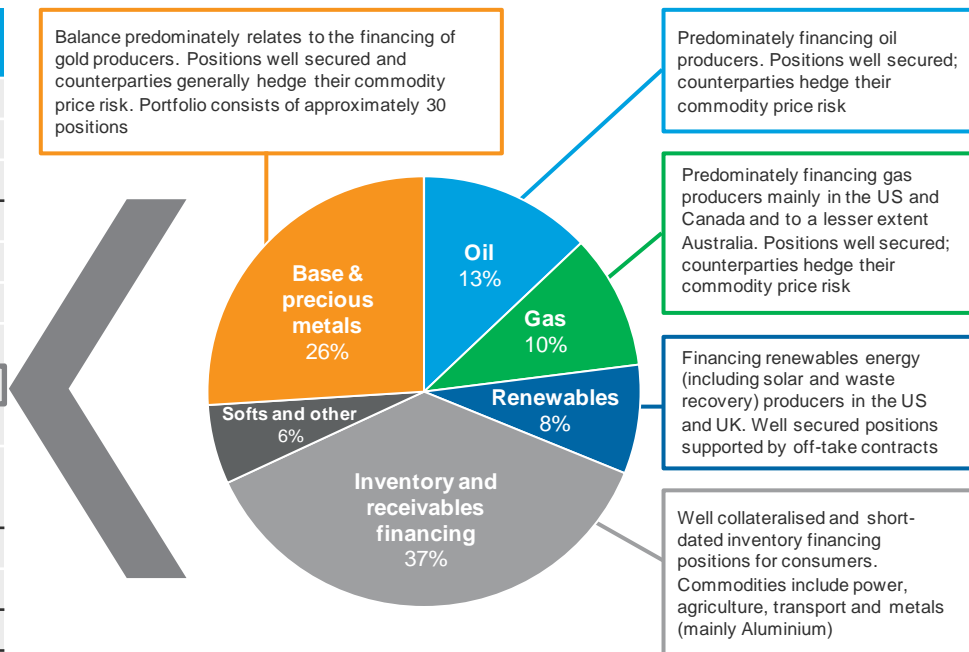 Balance predominately relates to the financing of
gold producers. Positions well secured and
counterparties generally hedge their commodity
price risk. Portfolio consists of approximately 30
positions
Predominately financing oil
producers. Positions well secured;
counterparties hedge their
commodity price risk
Predominately financing gas
producers mainly in the US and
Canada and to a lesser extent
Australia. Positions well secured;
counterparties hedge their
commodity price risk
Financing renewables energy
(including solar and waste
recovery) producers in the US
and UK. Well secured positions
supported by off-take contracts
Well collateralised and short-
dated inventory financing
positions for consumers.
Commodities include power,
agriculture, transport and metals
(mainly Aluminium)
Oil
13%
Gas
10%
Renewables
8%
Inventory and
receivables
financing
37%
Softs and other
6%
Base &
precious
metals
26%